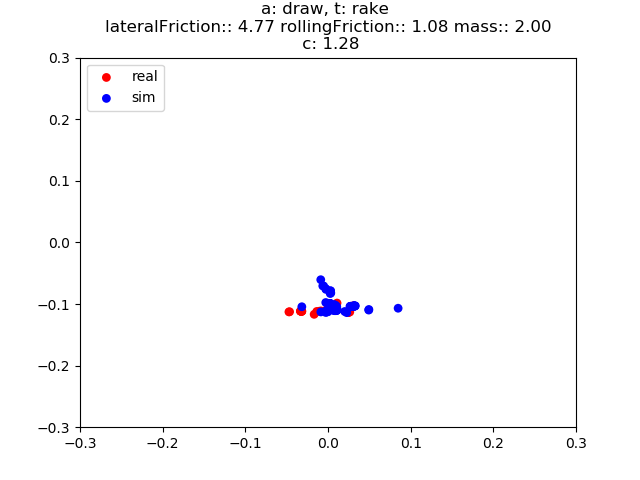 a: draw, t: rake
lateralFriction:: 4.77 rollingFriction:: 1.08 mass:: 2.00
c: 1.28
real
sim
0.3
0.2
0.1
0.0
−0.1
−0.2
−0.3
−0.3
−0.2
−0.1
0.0
0.1
0.2
0.3